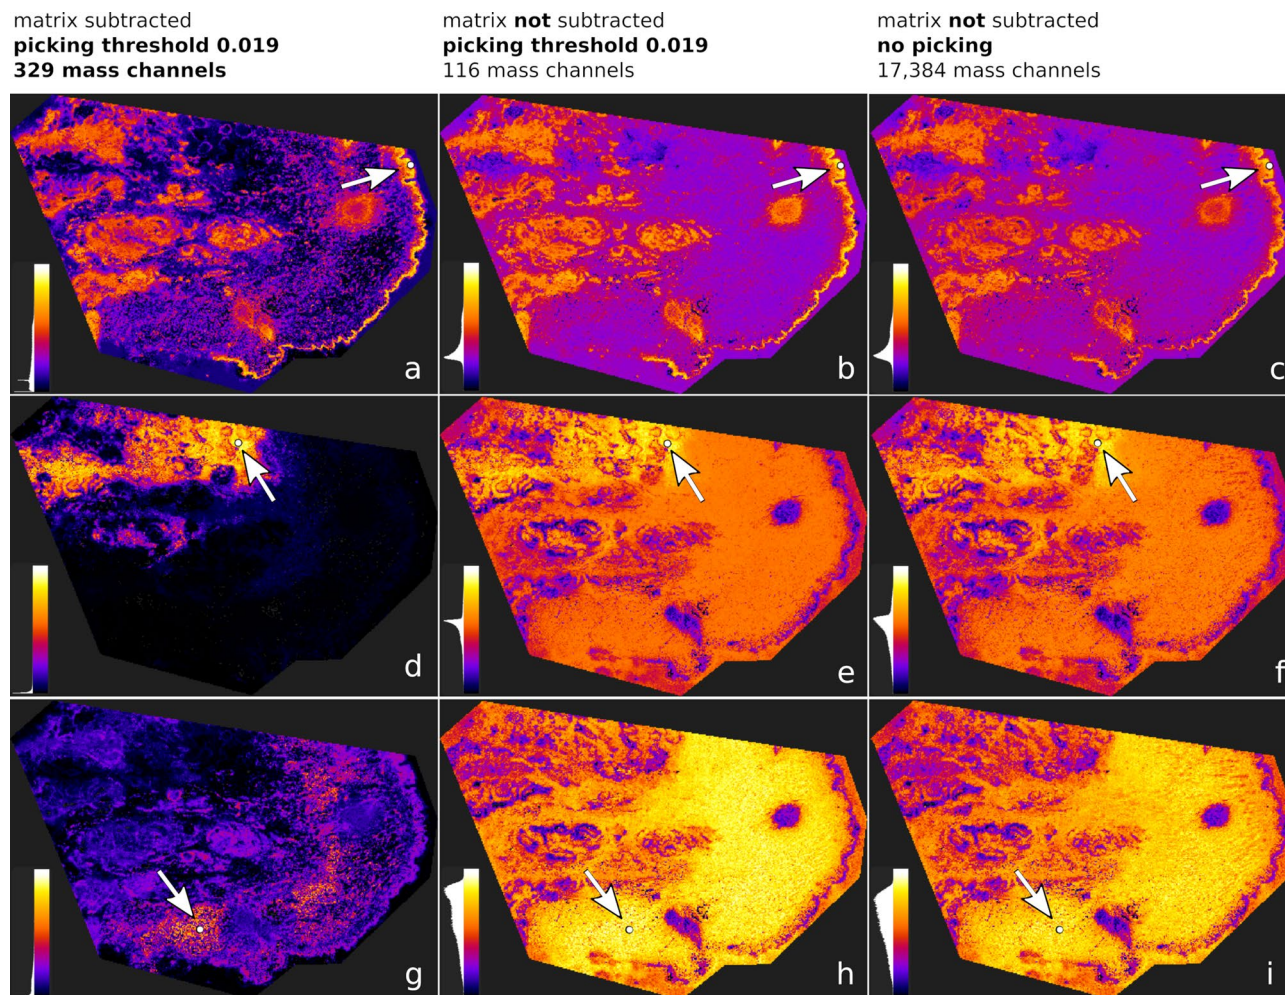 matrix subtracted
picking threshold 0.019
329 mass channels
matrix not subtracted
picking threshold 0.019
116 mass channels
matrix not subtracted
no picking
17,384 mass channels
a
b
c
d
e
f
g
h
i